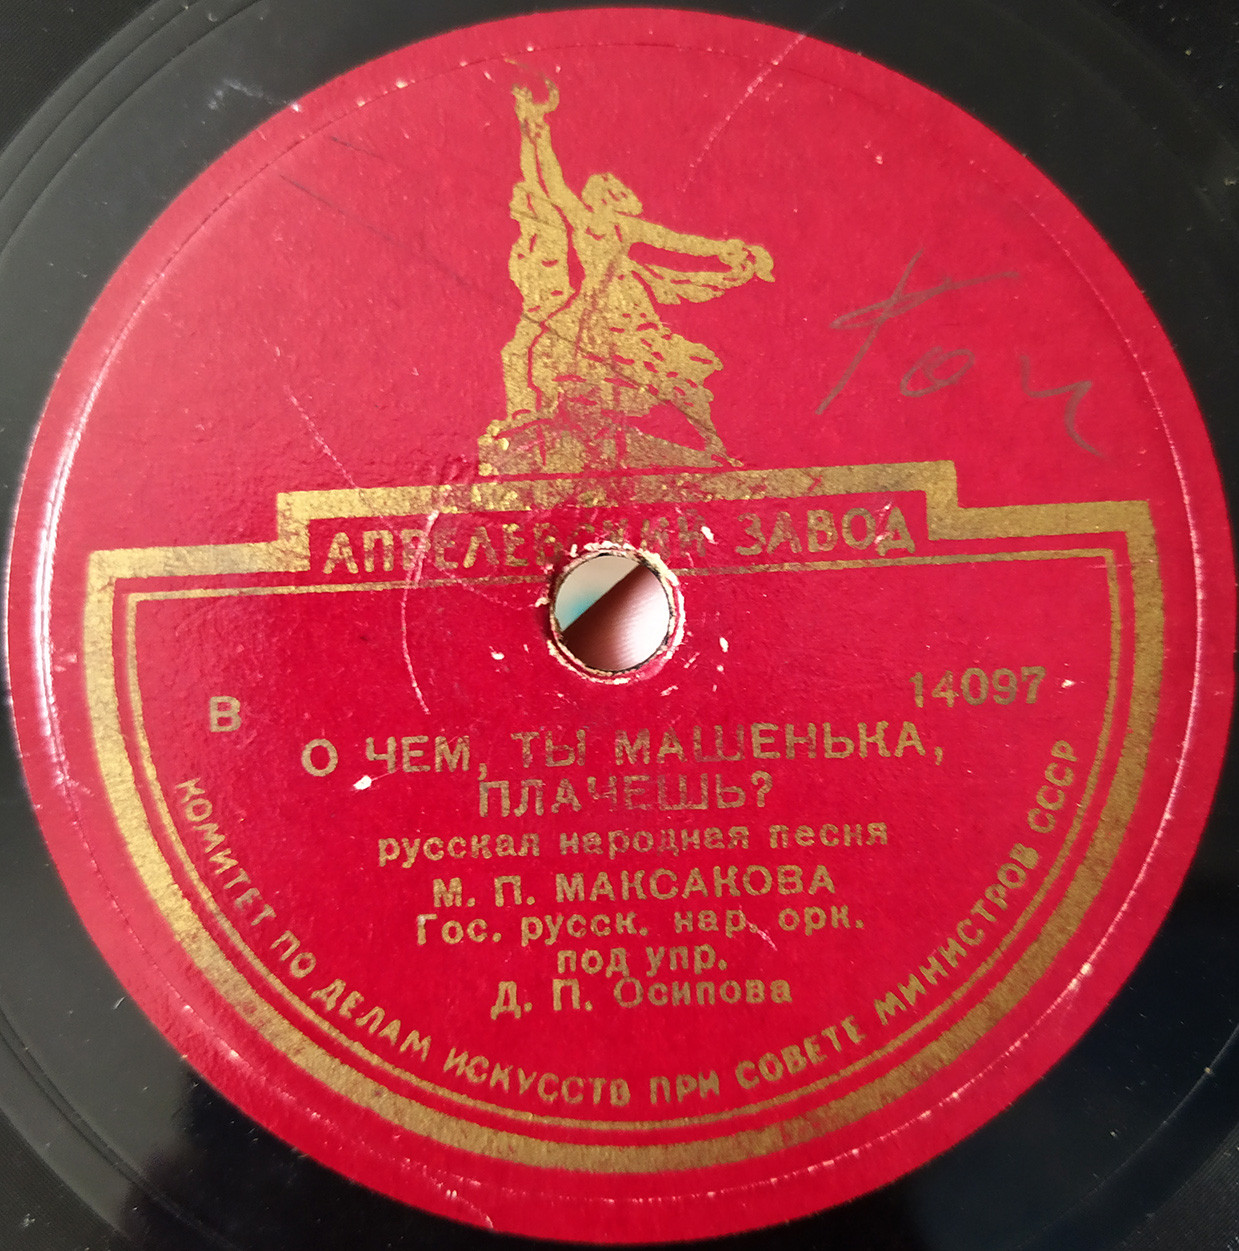 АПРЕЛЕВСКИЙ ЗАВОД
В 14097
О ЧЕМ, ТЫ МАШЕНЬКА,
ПЛАЧЕШЬ?
русская народная песня
М. П. МАКСАКОВА
Гос. русск. нар. орк.
под упр.
Д. П. Осипова
КОМИТЕТ ПО ДЕЛАМ ИСКУССТВ ПРИ СОВЕТЕ МИНИСТРОВ СССР